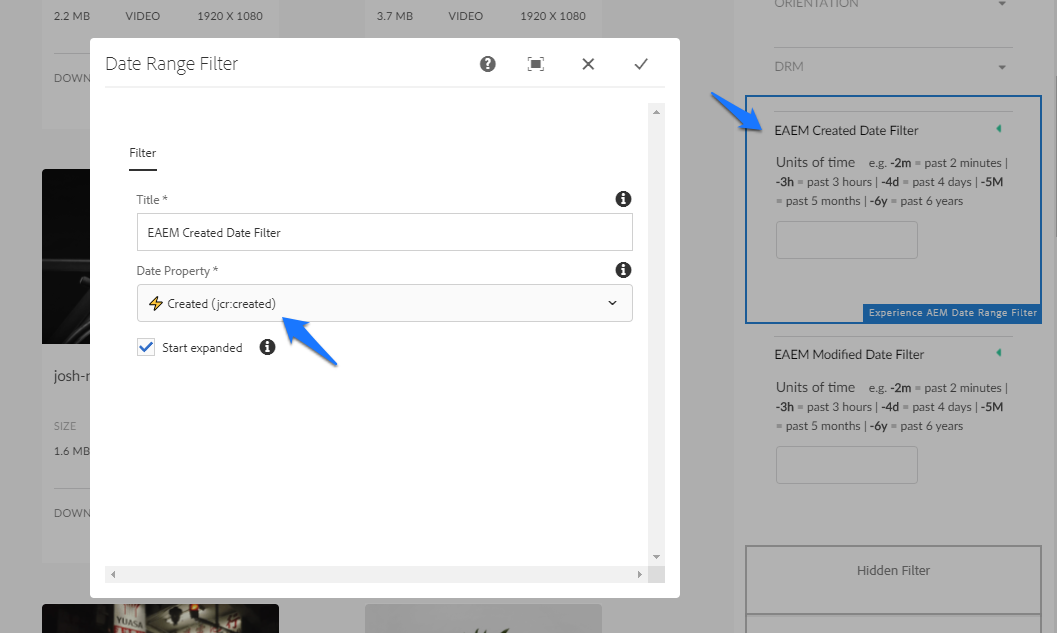 2.2 MB VIDEO 1920 X 1080
3.7 MB VIDEO 1920 X 1080
DOWN
josh-r
SIZE
1.6 MB
DOWN
YUASA
Date Range Filter
Filter
Title *
EAEM Created Date Filter
Date Property *
Created (jcr:created)
Start expanded
ORIENTATION
DRM
EAEM Created Date Filter
Units of time e.g. -2m = past 2 minutes |
-3h = past 3 hours | -4d = past 4 days | -5M
= past 5 months | -6y = past 6 years
Experience AEM Date Range Filter
EAEM Modified Date Filter
Units of time e.g. -2m = past 2 minutes |
-3h = past 3 hours | -4d = past 4 days | -5M
= past 5 months | -6y = past 6 years
Hidden Filter